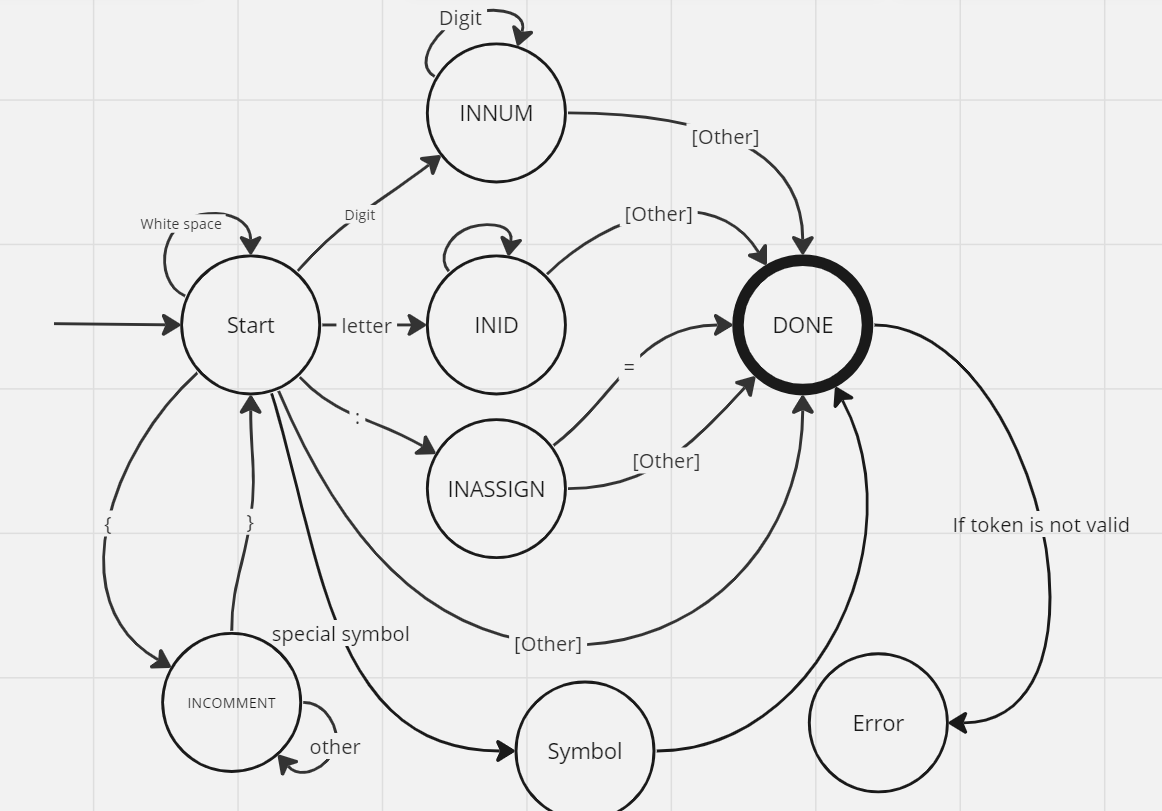 Digit
INNUM
[Other]
Digit
White space
[Other]
Start
letter
INID
DONE
=
:
[Other]
INASSIGN
{
}
If token is not valid
special symbol
[Other]
INCOMMENT
other
Symbol
Error